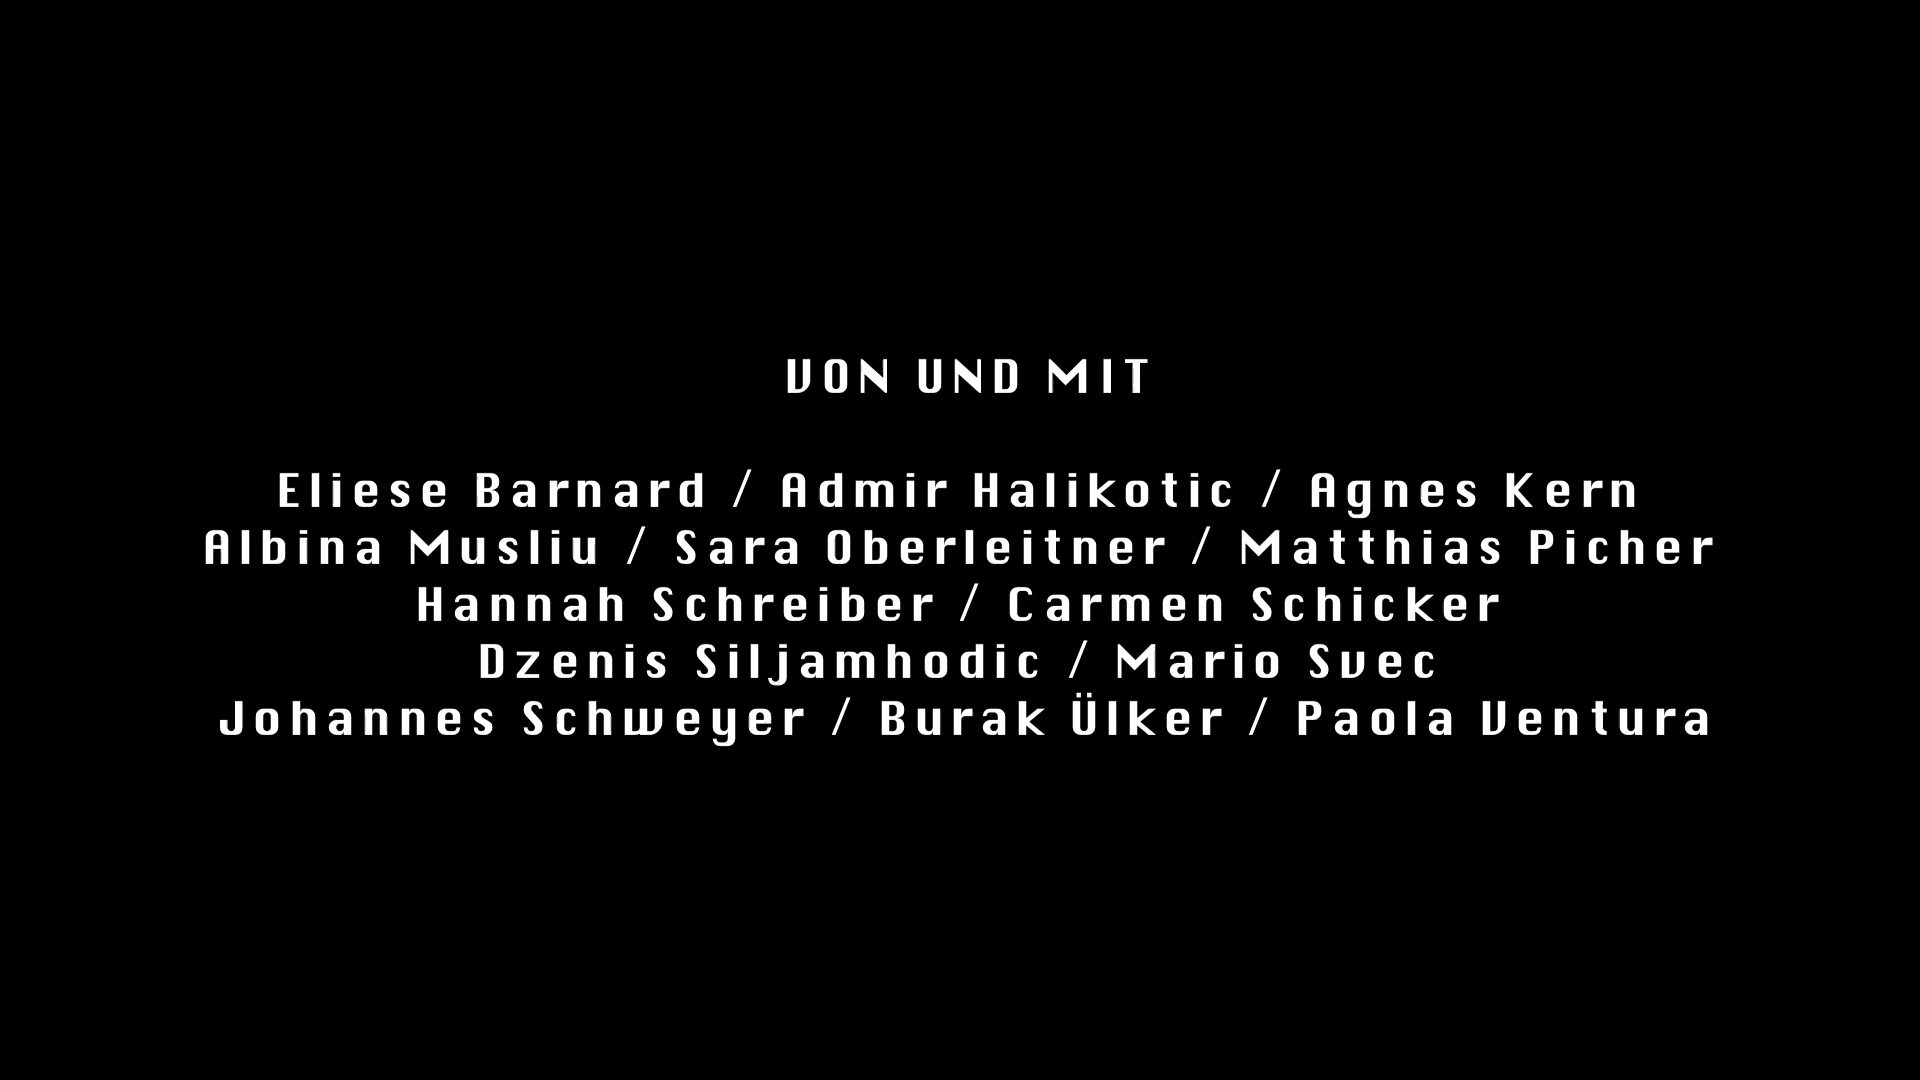 VON UND MIT
Eliese Barnard / Admir Halikotic / Agnes Kern
Albina Musliu / Sara Oberleitner / Matthias Picher
Hannah Schreiber / Carmen Schicker
Dzenis Siljamhodic / Mario Svec
Johannes Schweyer / Burak Ülker / Paola Ventura